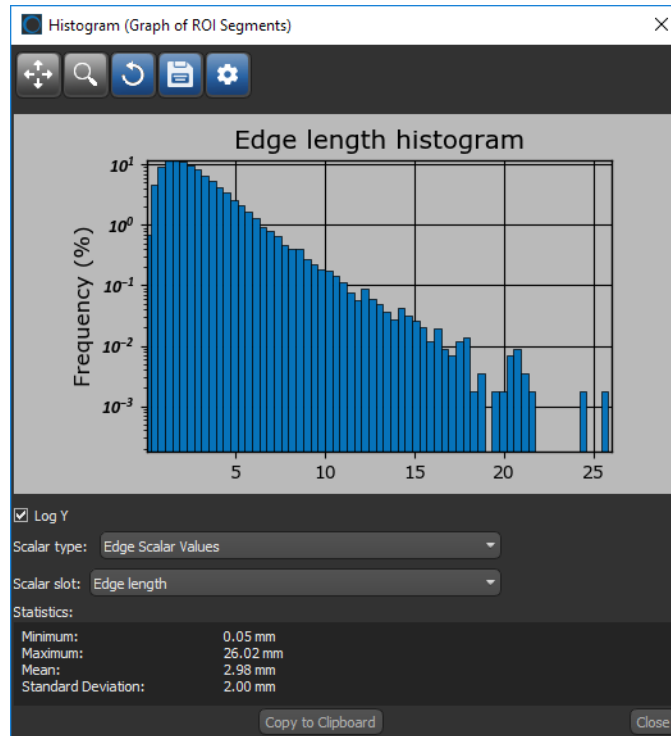 Histogram (Graph of ROI Segments)
Edge length histogram
Frequency (%)
10¹
10⁰
10⁻¹
10⁻²
10⁻³
5 10 15 20 25
Log Y
Scalar type: Edge Scalar Values
Scalar slot: Edge length
Statistics:
Minimum: 0.05 mm
Maximum: 26.02 mm
Mean: 2.98 mm
Standard Deviation: 2.00 mm
Copy to Clipboard Close